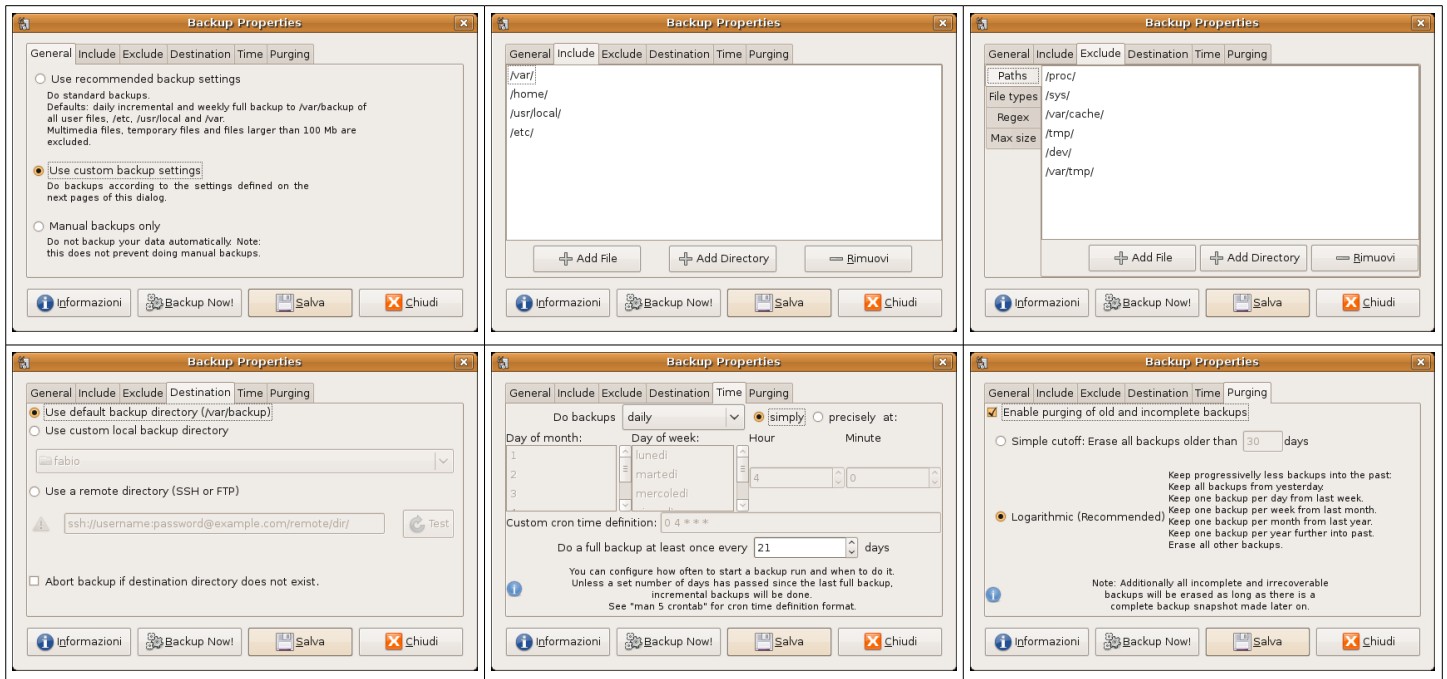 Backup Properties
General Include Exclude Destination Time Purging
Use recommended backup settings
Do standard backups.
Defaults: daily incremental and weekly full backup to /var/backup of
all user files, /etc, /usr/local and /var.
Multimedia files, temporary files and files larger than 100 Mb are
excluded.
Use custom backup settings
Do backups according to the settings defined on the
next pages of this dialog.
Manual backups only
Do not backup your data automatically. Note:
this does not prevent doing manual backups.
Informazioni Backup Now! Salva Chiudi
Backup Properties
General Include Exclude Destination Time Purging
/var/
/home/
/usr/local/
/etc/
Add File Add Directory Rimuovi
Informazioni Backup Now! Salva Chiudi
Backup Properties
General Include Exclude Destination Time Purging
Paths
File types
Regex
Max size
/proc/
/sys/
/var/cache/
/tmp/
/dev/
/var/tmp/
Add File Add Directory Rimuovi
Informazioni Backup Now! Salva Chiudi
Backup Properties
General Include Exclude Destination Time Purging
Use default backup directory (/var/backup)
Use custom local backup directory
fabio
Use a remote directory (SSH or FTP)
ssh://username:password@example.com/remote/dir/ Test
Abort backup if destination directory does not exist.
Informazioni Backup Now! Salva Chiudi
Backup Properties
General Include Exclude Destination Time Purging
Do backups daily simply precisely at:
Day of month: Day of week: Hour Minute
1 lunedì
2 martedì 4 0
3 mercoledì
Custom cron time definition: 0 4 * * *
Do a full backup at least once every 21 days
You can configure how often to start a backup run and when to do it.
Unless a set number of days has passed since the last full backup,
incremental backups will be done.
See "man 5 crontab" for cron time definition format.
Informazioni Backup Now! Salva Chiudi
Backup Properties
General Include Exclude Destination Time Purging
Enable purging of old and incomplete backups
Simple cutoff: Erase all backups older than 30 days
Logarithmic (Recommended)
Keep progressivelly less backups into the past:
Keep all backups from yesterday.
Keep one backup per day from last week.
Keep one backup per week from last month.
Keep one backup per month from last year.
Keep one backup per year further into past.
Erase all other backups.
Note: Additionally all incomplete and irrecoverable
backups will be erased as long as there is a
complete backup snapshot made later on.
Informazioni Backup Now! Salva Chiudi